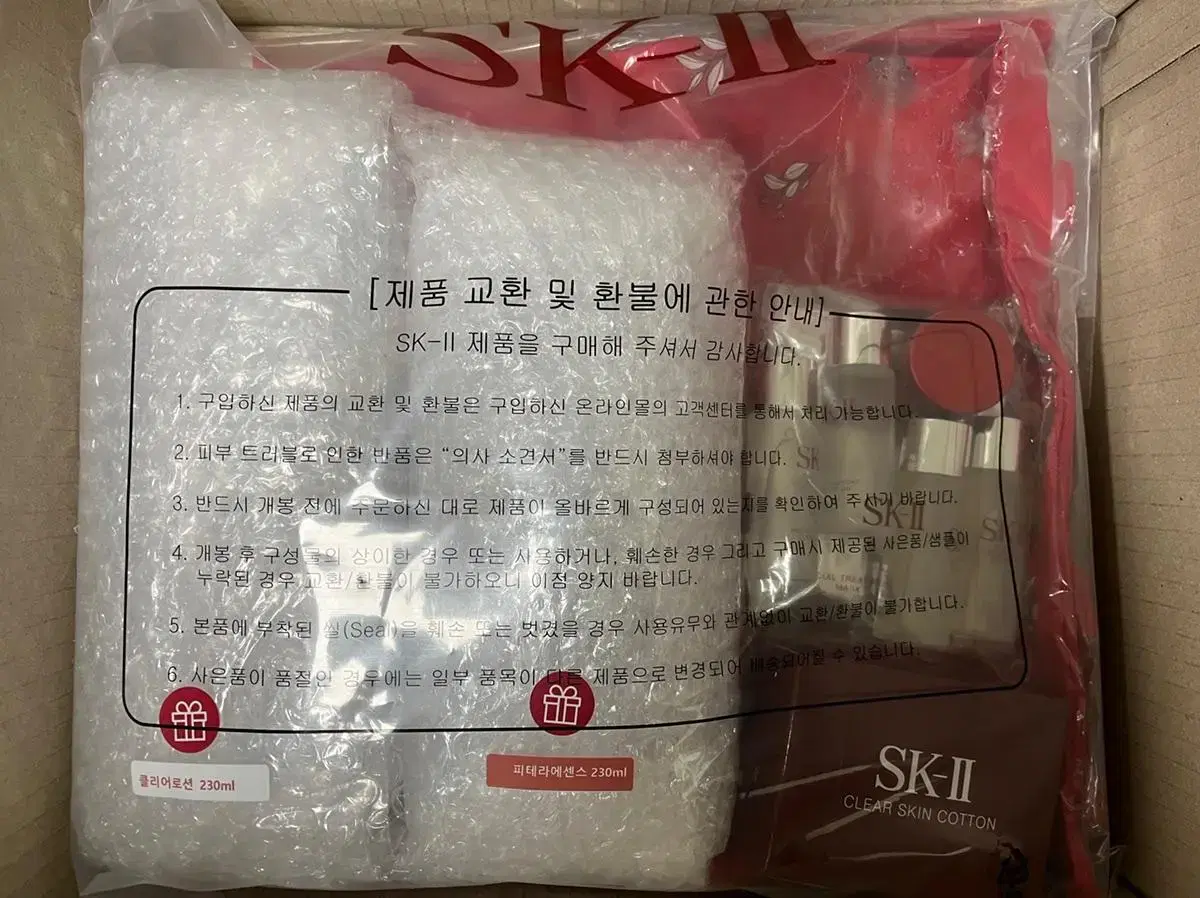 SK-II
[제품 교환 및 환불에 관한 안내]
SK-II 제품을 구매해 주셔서 감사합니다.
1. 구입하신 제품의 교환 및 환불은 구입하신 온라인몰의 고객센터를 통해서 처리 가능합니다.
2. 피부 트러블로 인한 반품은 “의사 소견서”를 반드시 첨부하셔야 합니다.
3. 반드시 개봉 전에 주문하신 대로 제품이 올바르게 구성되어 있는지를 확인하여 주시기 바랍니다.
4. 개봉 후 구성물의 상이한 경우 또는 사용하거나, 훼손한 경우 그리고 구매시 제공된 사은품/샘플이
누락된 경우 교환/환불이 불가하오니 이점 양지 바랍니다.
5. 본품에 부착된 씰(Seal)을 훼손 또는 벗겼을 경우 사용유무와 관계없이 교환/환불이 불가합니다.
6. 사은품이 품절인 경우에는 일부 품목이 다른 제품으로 변경되어 배송되어질 수 있습니다.
SK
SK-II
SK
MASK
클리어로션 230ml
피테라에센스 230ml
SK-II
CLEAR SKIN COTTON